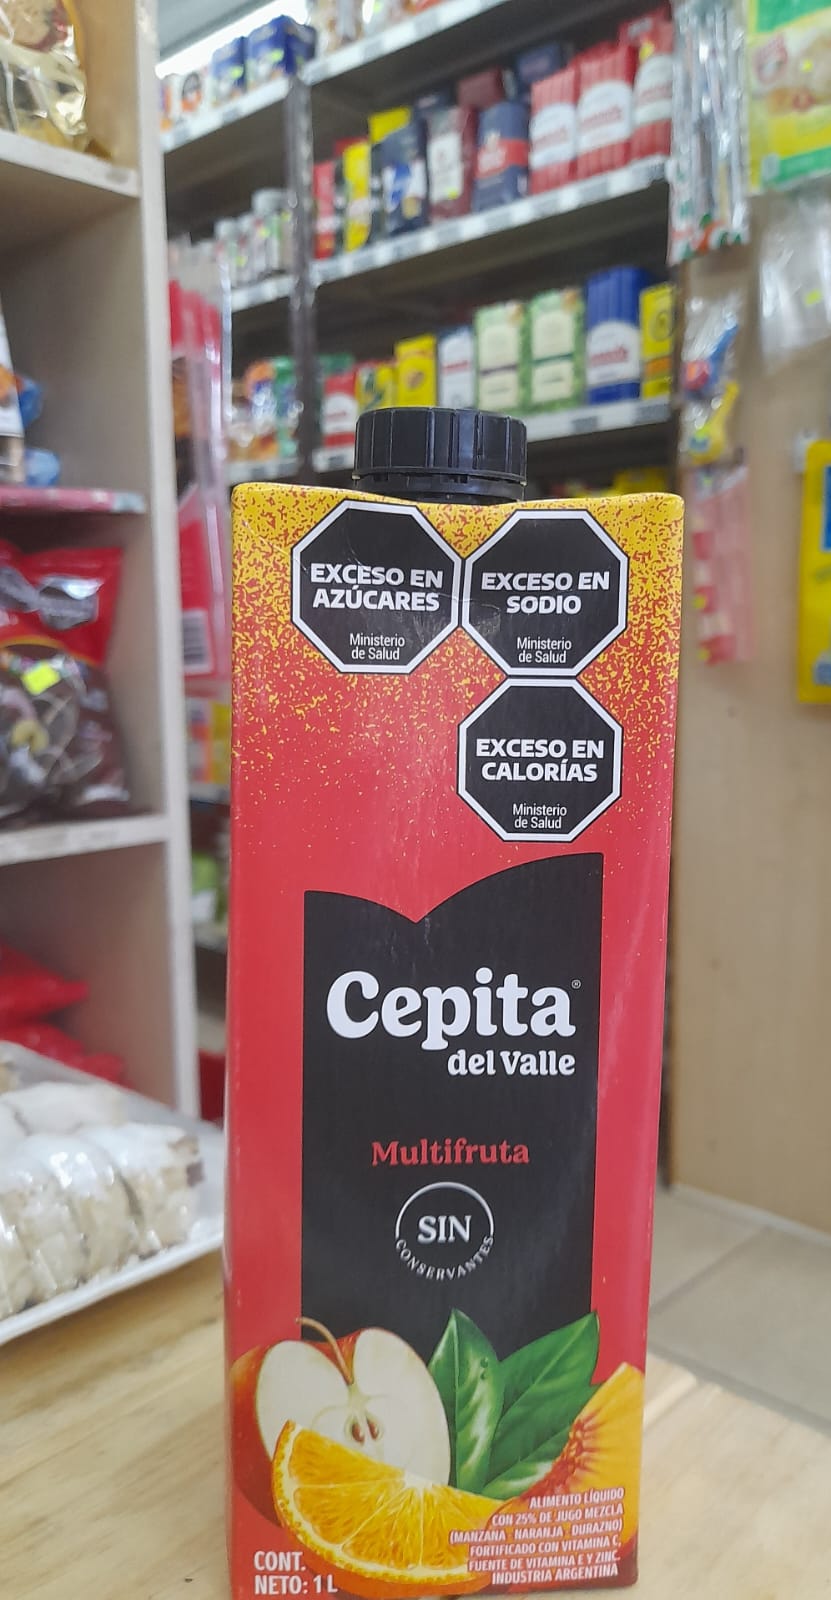 EXCESO EN
AZÚCARES
Ministerio
de Salud
EXCESO EN
SODIO
Ministerio
de Salud
EXCESO EN
CALORÍAS
Ministerio
de Salud
Cepita®
del Valle
Multifruta
SIN
CONSERVANTES
ALIMENTO LÍQUIDO
CON 25% DE JUGO MEZCLA
(MANZANA - NARANJA - DURAZNO)
FORTIFICADO CON VITAMINA C.
FUENTE DE VITAMINA E Y ZINC.
INDUSTRIA ARGENTINA
CONT.
NETO: 1 L